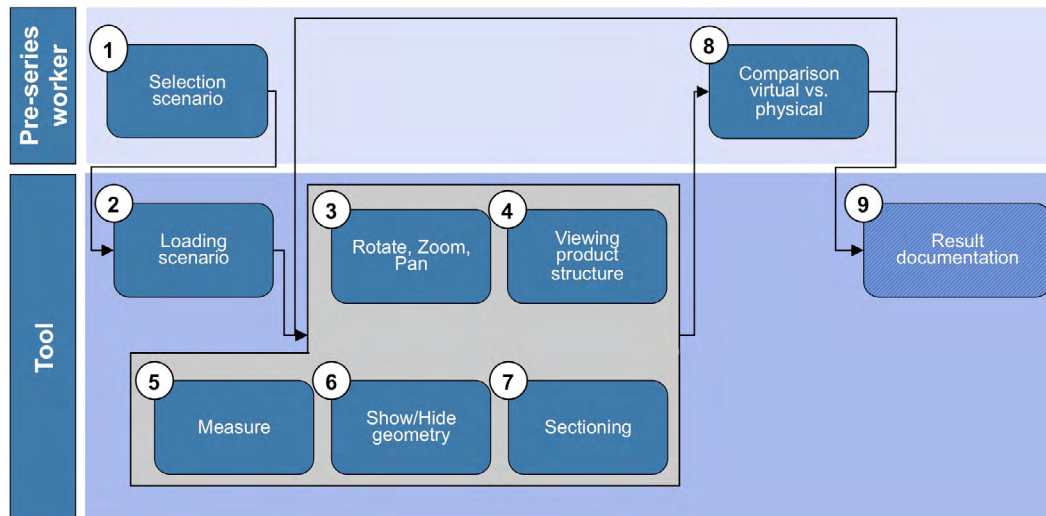 Pre-series
worker
1
Selection
scenario
8
Comparison
virtual vs.
physical
Tool
2
Loading
scenario
3
Rotate, Zoom,
Pan
4
Viewing
product
structure
9
Result
documentation
5
Measure
6
Show/Hide
geometry
7
Sectioning